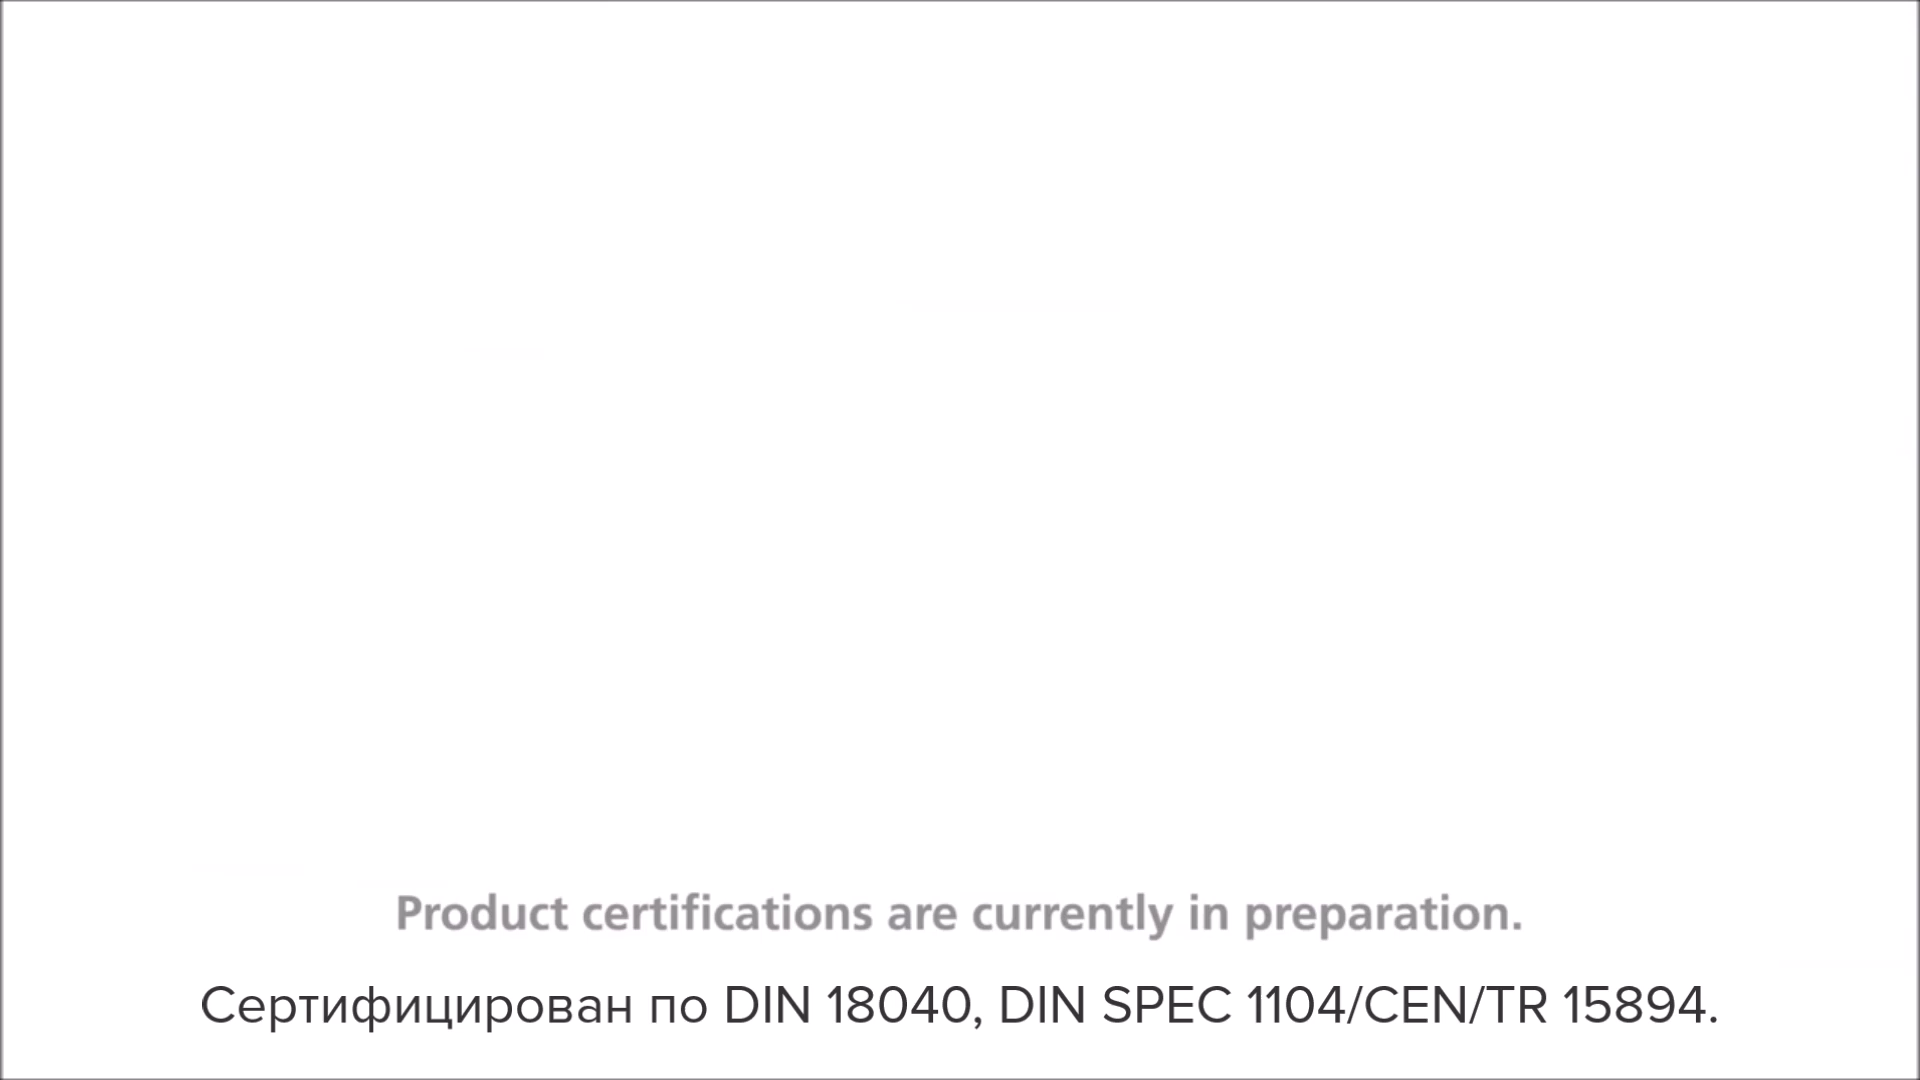 Product certifications are currently in preparation.
Сертифицирован по DIN 18040, DIN SPEC 1104/CEN/TR 15894.